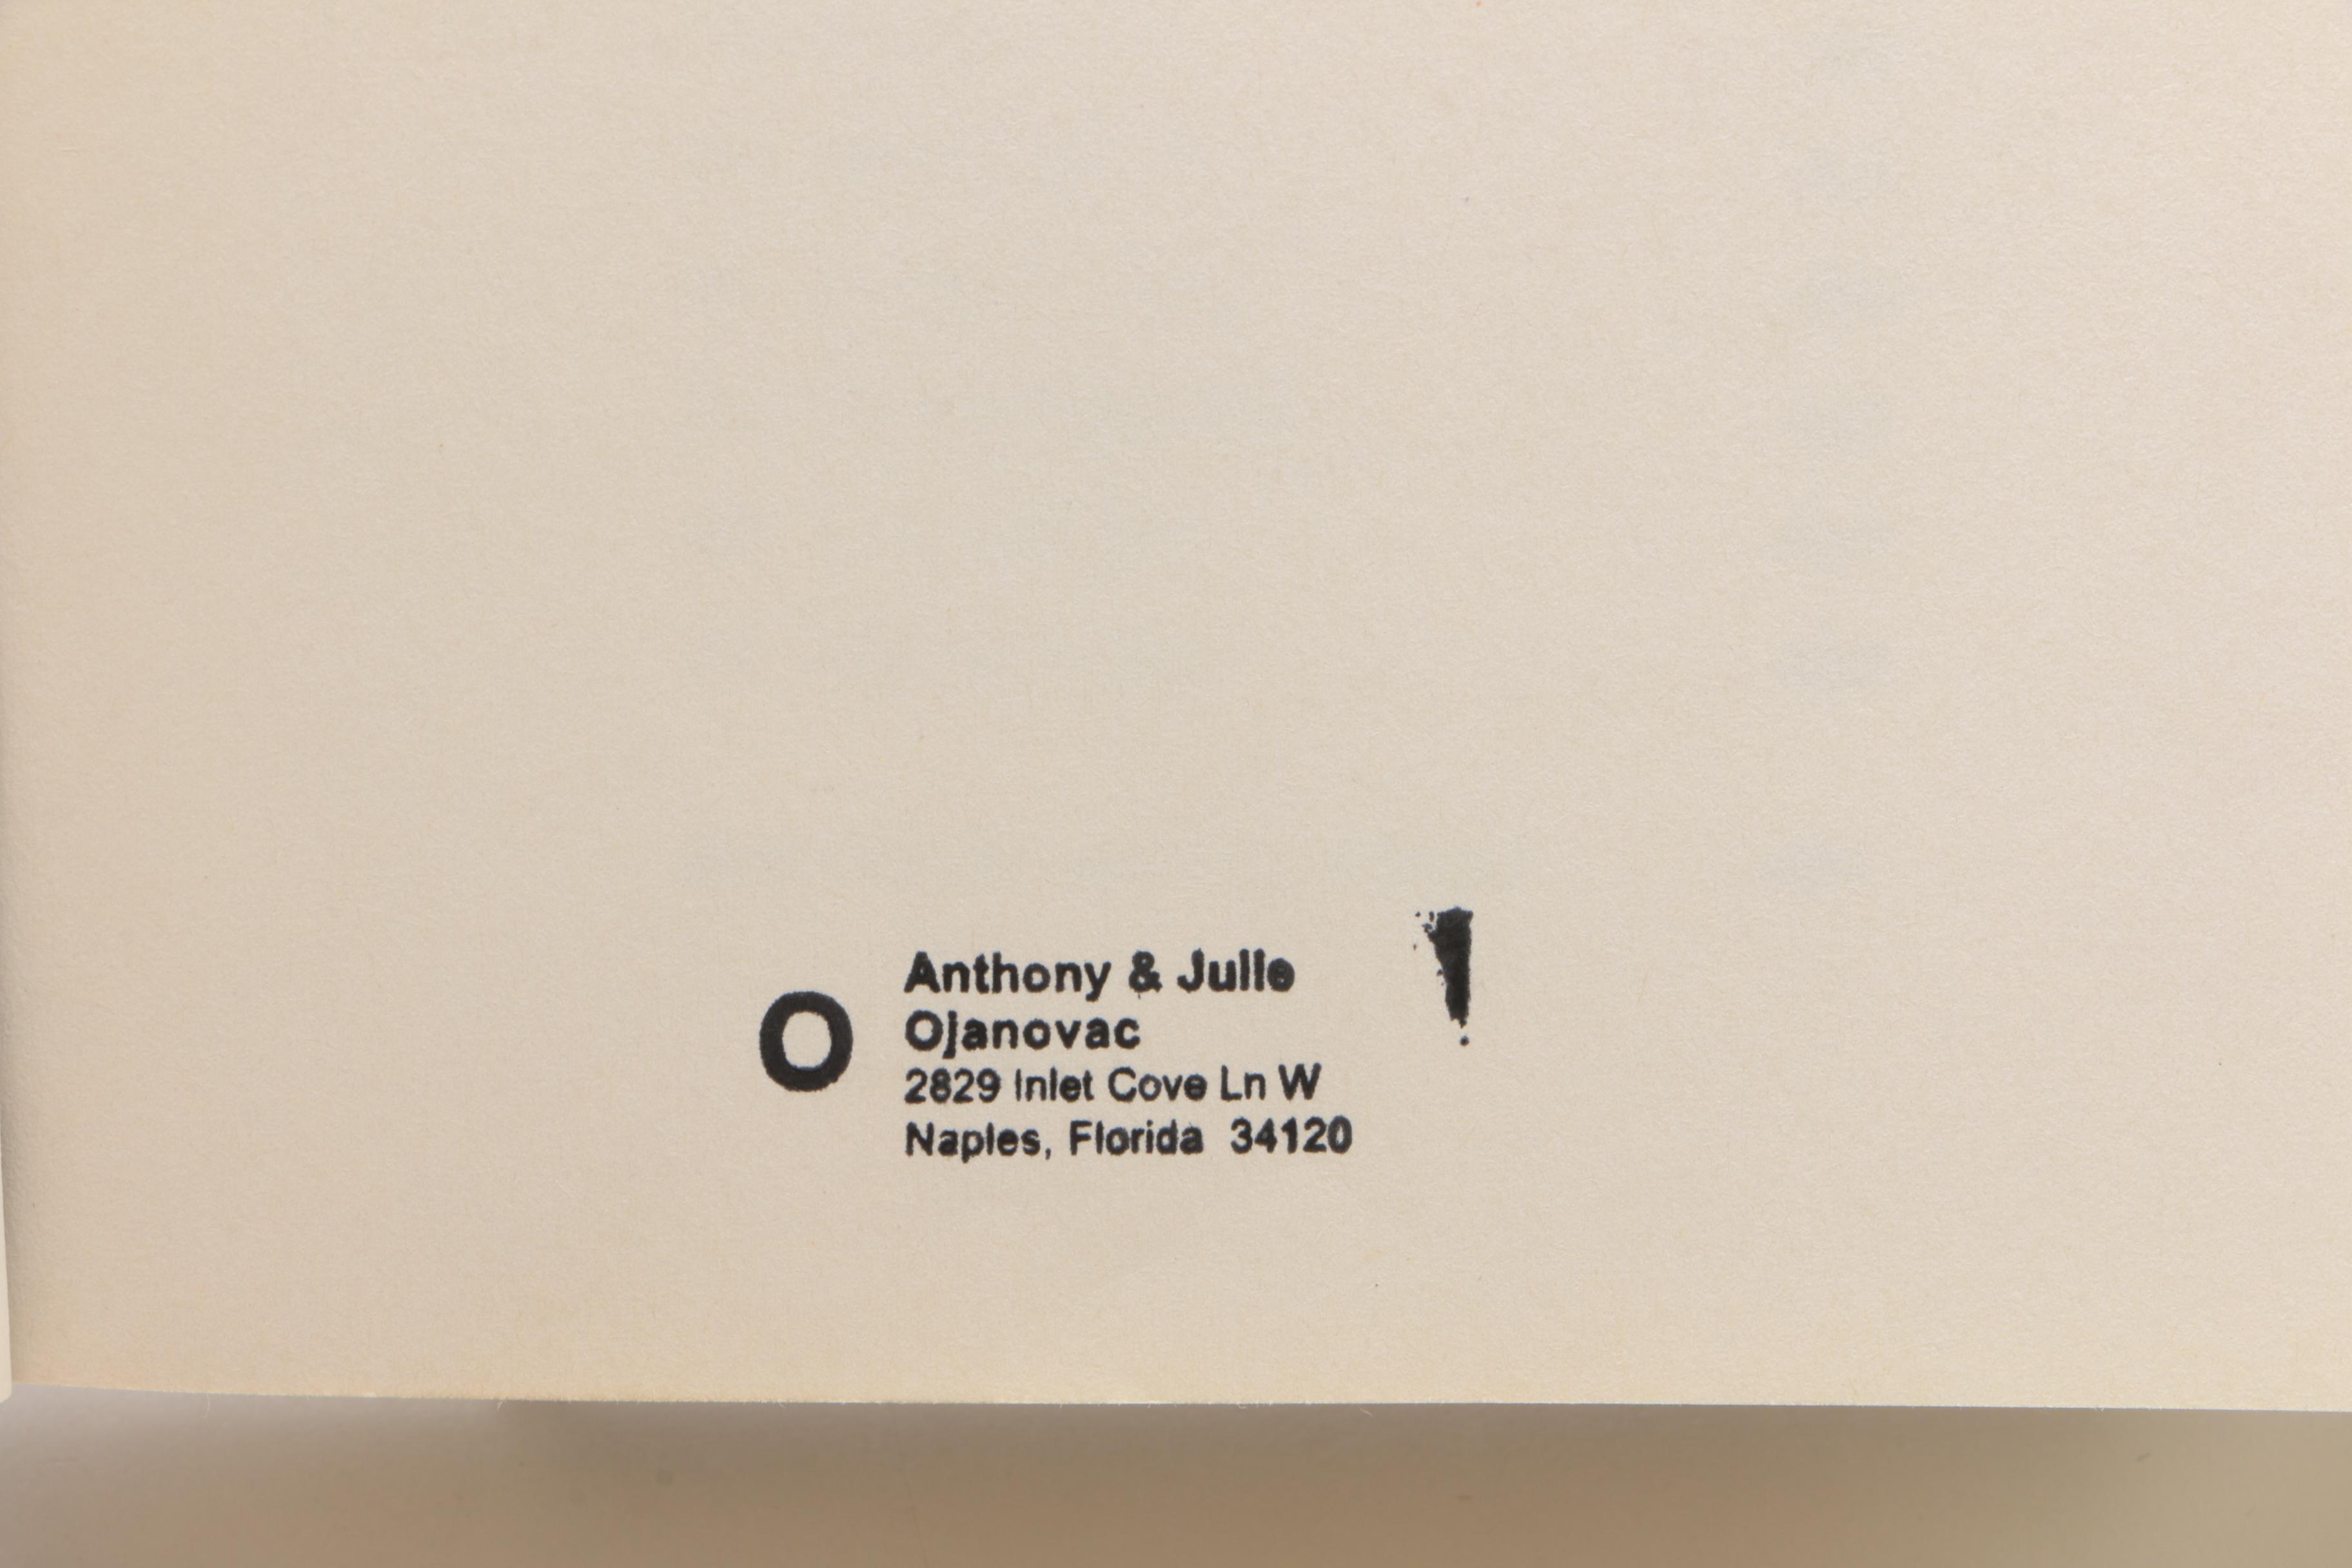 O
Anthony & Julie
Ojanovac
2829 Inlet Cove Ln W
Naples, Florida 34120